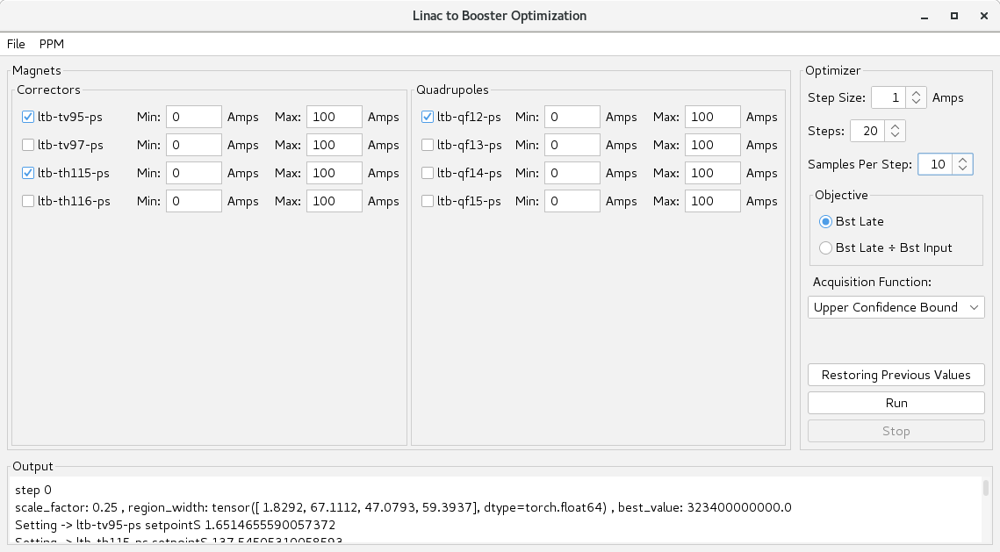 Linac to Booster Optimization
File PPM
Magnets
Correctors
ltb-tv95-ps Min: 0 Amps Max: 100 Amps
ltb-tv97-ps Min: 0 Amps Max: 100 Amps
ltb-th115-ps Min: 0 Amps Max: 100 Amps
ltb-th116-ps Min: 0 Amps Max: 100 Amps
Quadrupoles
ltb-qf12-ps Min: 0 Amps Max: 100 Amps
ltb-qf13-ps Min: 0 Amps Max: 100 Amps
ltb-qf14-ps Min: 0 Amps Max: 100 Amps
ltb-qf15-ps Min: 0 Amps Max: 100 Amps
Optimizer
Step Size: 1 Amps
Steps: 20
Samples Per Step: 10
Objective
Bst Late
Bst Late ÷ Bst Input
Acquisition Function:
Upper Confidence Bound
Restoring Previous Values
Run
Stop
Output
step 0
scale_factor: 0.25 , region_width: tensor([ 1.8292, 67.1112, 47.0793, 59.3937], dtype=torch.float64) , best_value: 323400000000.0
Setting -> ltb-tv95-ps setpointS 1.6514655590057372
Setting -> ltb-th115-ps setpointS 137.54505310058593